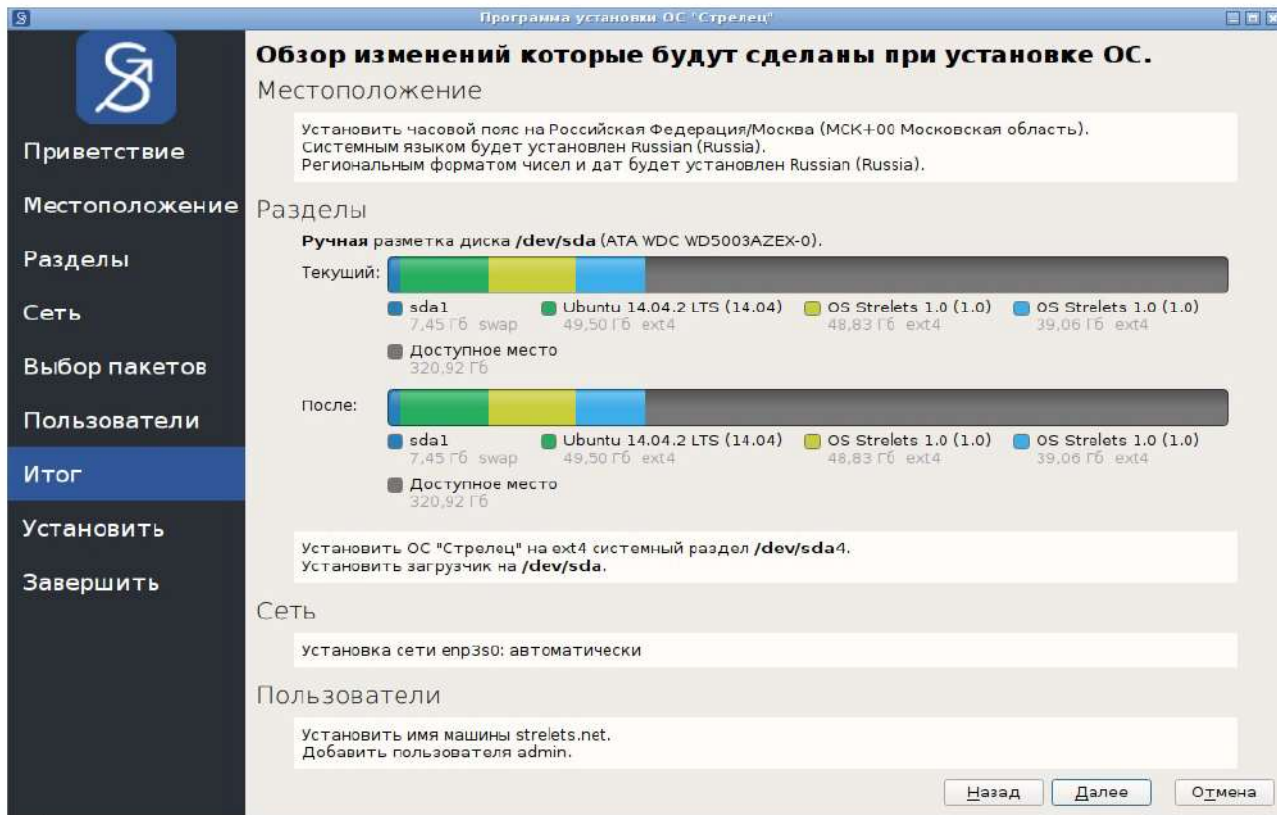 Программа установки ОС "Стрелец"
Приветствие
Местоположение
Разделы
Сеть
Выбор пакетов
Пользователи
Итог
Установить
Завершить
Обзор изменений которые будут сделаны при установке ОС.
Местоположение
Установить часовой пояс на Российская Федерация/Москва (МСК+00 Московская область).
Системным языком будет установлен Russian (Russia).
Региональным форматом чисел и дат будет установлен Russian (Russia).
Разделы
Ручная разметка диска /dev/sda (ATA WDC WD5003AZEX-0).
Текущий:
sda1 Ubuntu 14.04.2 LTS (14.04) OS Strelets 1.0 (1.0) OS Strelets 1.0 (1.0)
7,45 Гб swap 49,50 Гб ext4 48,83 Гб ext4 39,06 Гб ext4
Доступное место
320,92 Гб
После:
sda1 Ubuntu 14.04.2 LTS (14.04) OS Strelets 1.0 (1.0) OS Strelets 1.0 (1.0)
7,45 Гб swap 49,50 Гб ext4 48,83 Гб ext4 39,06 Гб ext4
Доступное место
320,92 Гб
Установить ОС "Стрелец" на ext4 системный раздел /dev/sda4.
Установить загрузчик на /dev/sda.
Сеть
Установка сети enp3s0: автоматически
Пользователи
Установить имя машины strelets.net.
Добавить пользователя admin.
Назад Далее Отмена